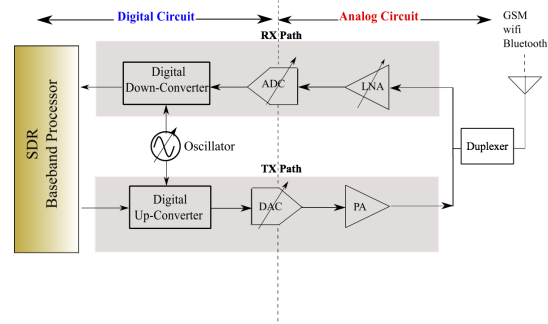 Digital Circuit
Analog Circuit
GSM
wifi
Bluetooth
RX Path
Digital
Down-Converter
ADC
LNA
SDR
Baseband Processor
Oscillator
Duplexer
TX Path
Digital
Up-Converter
DAC
PA